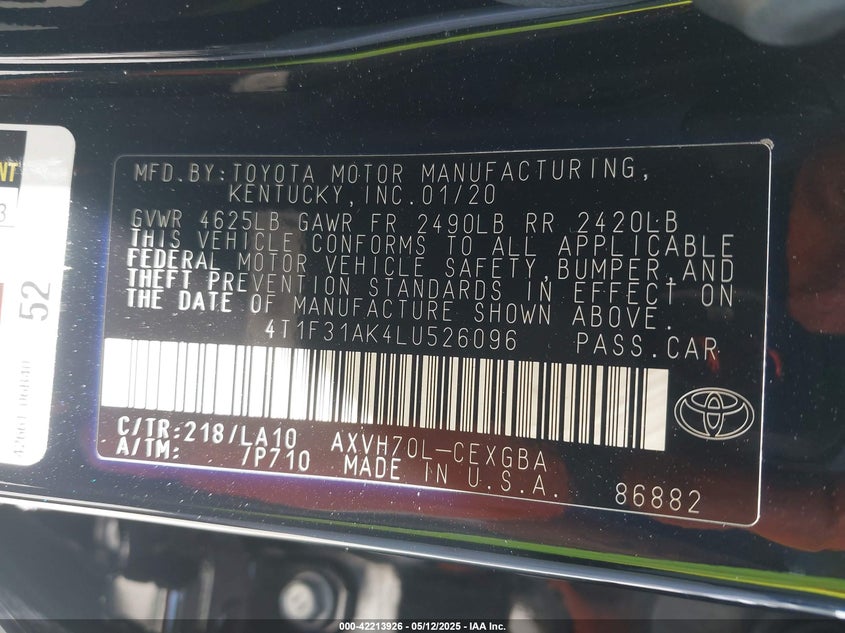 MFD.BY:TOYOTA MOTOR MANUFACTURING,
KENTUCKY,INC.01/20
GVWR 4625LB GAWR FR 2490LB RR 2420LB
THIS VEHICLE CONFORMS TO ALL APPLICABLE
FEDERAL MOTOR VEHICLE SAFETY,BUMPER,AND
THEFT PREVENTION STANDARDS IN EFFECT ON
THE DATE OF MANUFACTURE SHOWN ABOVE.
4T1F31AK4LU526096 PASS.CAR
C/TR:218/LA10 AXVH70L-CEXGBA
A/TM: /P710 MADE IN U.S.A. 86882
NT
3
52
000-42213926 - 05/12/2025 - IAA Inc.